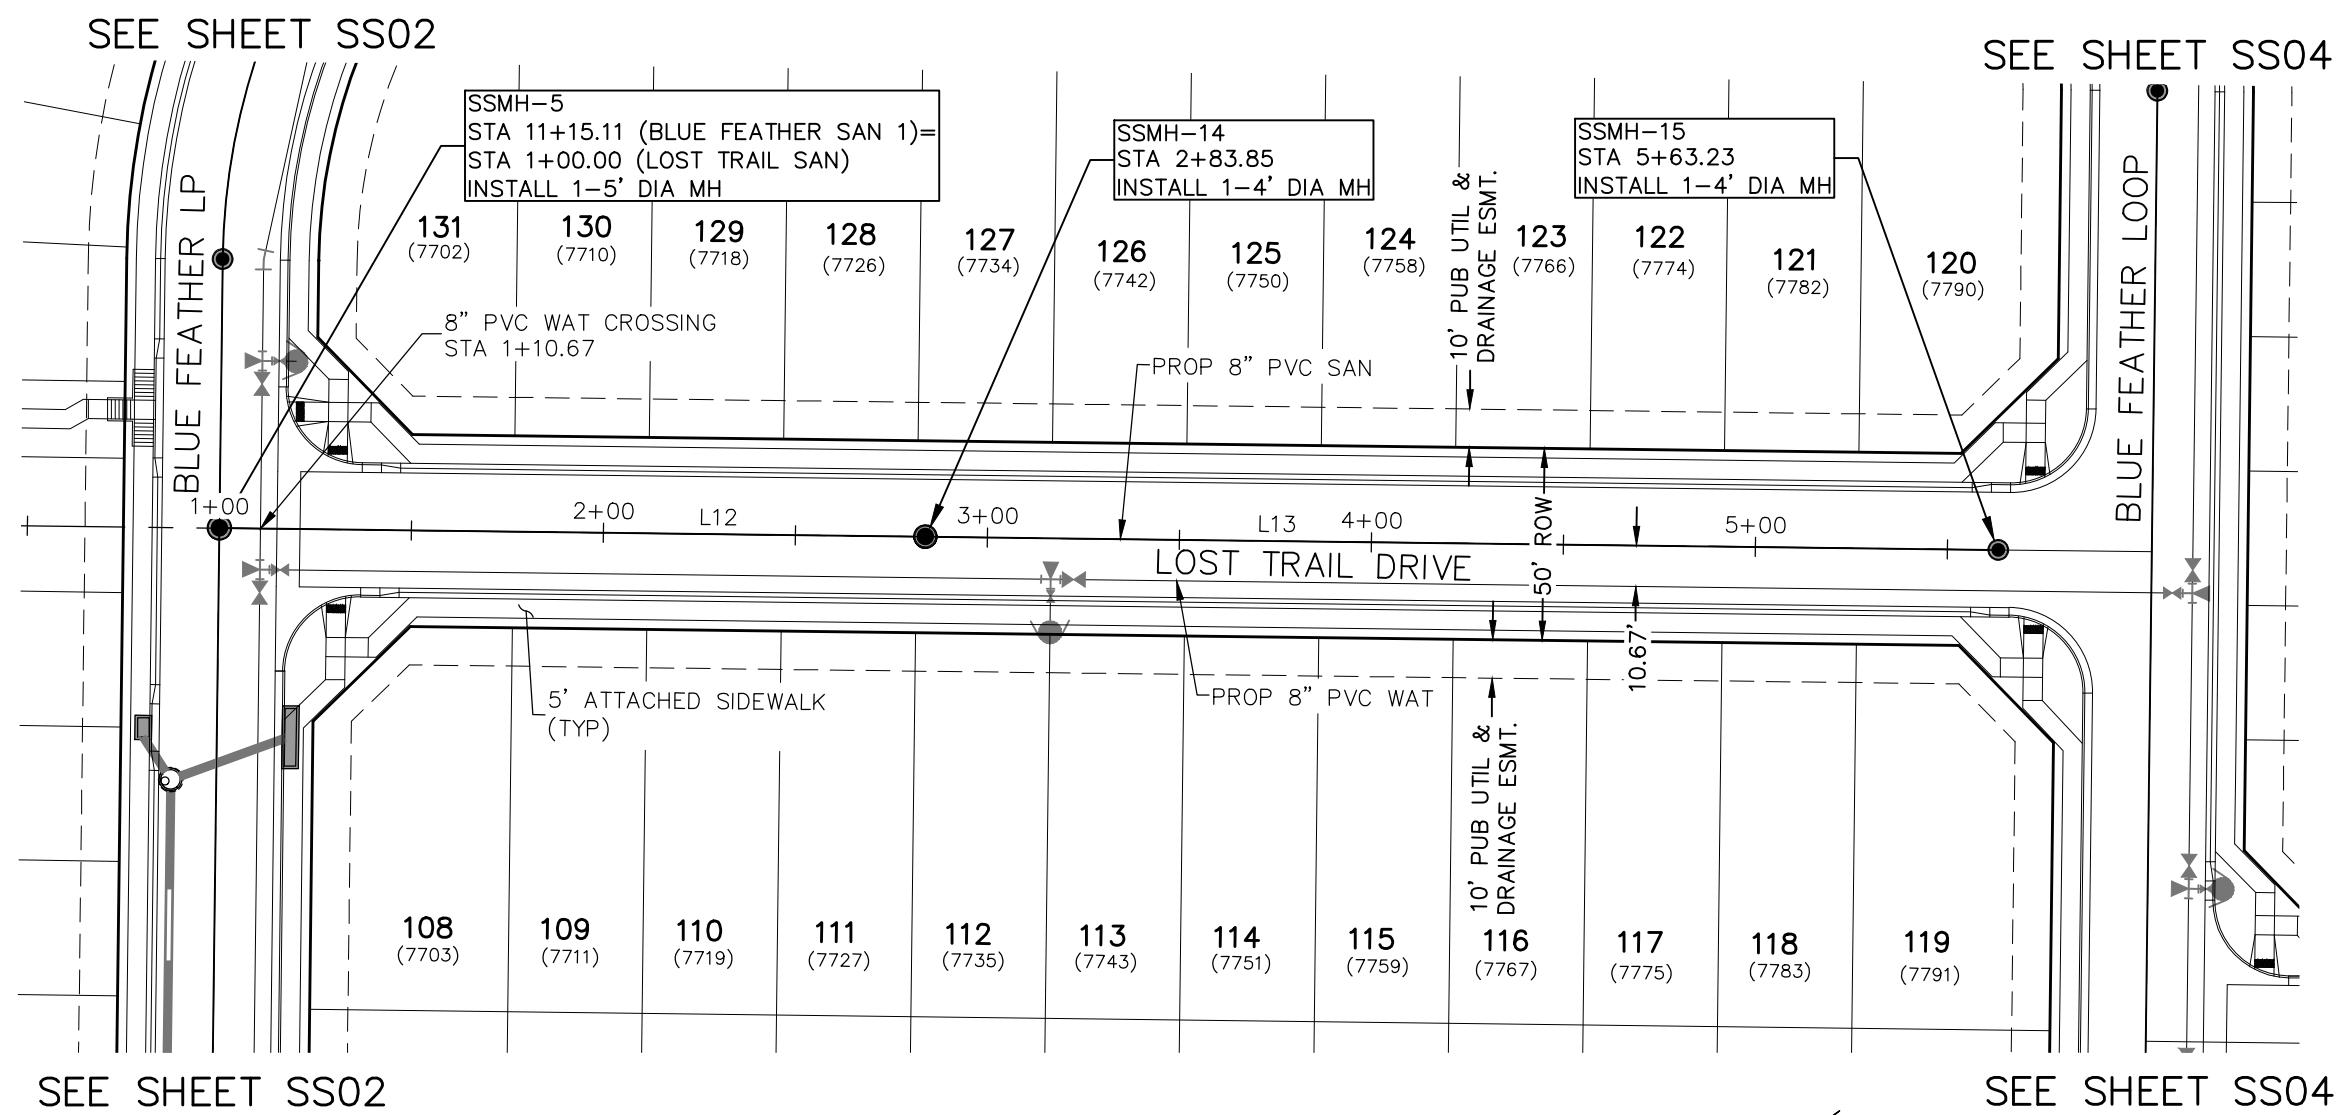 SEE SHEET SS02
SEE SHEET SS04
SSMH-5
STA 11+15.11 (BLUE FEATHER SAN 1)=
STA 1+00.00 (LOST TRAIL SAN)
INSTALL 1-5' DIA MH
SSMH-14
STA 2+83.85
INSTALL 1-4' DIA MH
SSMH-15
STA 5+63.23
INSTALL 1-4' DIA MH
BLUE FEATHER LP
131
(7702)
130
(7710)
129
(7718)
128
(7726)
127
(7734)
126
(7742)
125
(7750)
124
(7758)
10' PUB UTIL &
DRAINAGE ESMT.
123
(7766)
122
(7774)
121
(7782)
120
(7790)
BLUE FEATHER LOOP
8" PVC WAT CROSSING
STA 1+10.67
PROP 8" PVC SAN
1+00
2+00
L12
3+00
L13
4+00
5+00
50' ROW
LOST TRAIL DRIVE
10.67'
5' ATTACHED SIDEWALK
(TYP)
PROP 8" PVC WAT
10' PUB UTIL &
DRAINAGE ESMT.
108
(7703)
109
(7711)
110
(7719)
111
(7727)
112
(7735)
113
(7743)
114
(7751)
115
(7759)
116
(7767)
117
(7775)
118
(7783)
119
(7791)
SEE SHEET SS02
SEE SHEET SS04